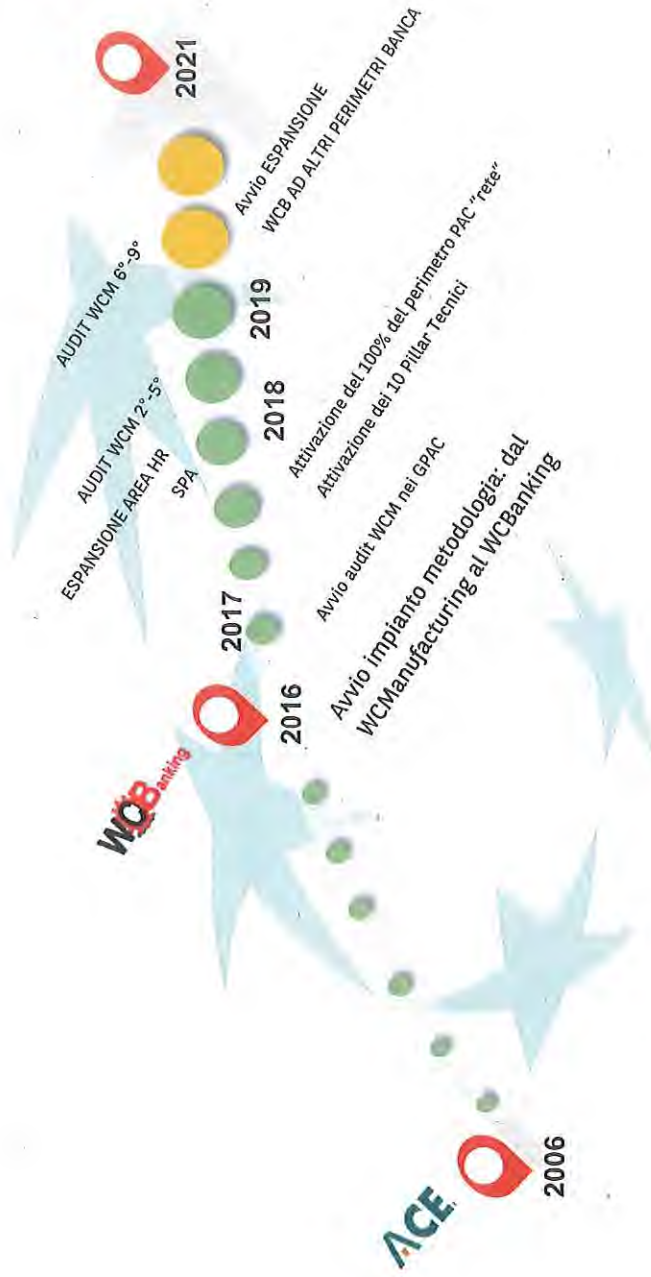 ACE
2006
WCBanking
2016
Avvio impianto metodologia: dal
WCManufacturing al WCBanking
2017
Avvio audit WCM nei GPAC
ESPANSIONE AREA HR
SPA
AUDIT WCM 2°-5°
2018
Attivazione del 100% del perimetro PAC "rete"
Attivazione dei 10 Pillar Tecnici
AUDIT WCM 6°-9°
2019
Avvio ESPANSIONE
WCB AD ALTRI PERIMETRI BANCA
2021